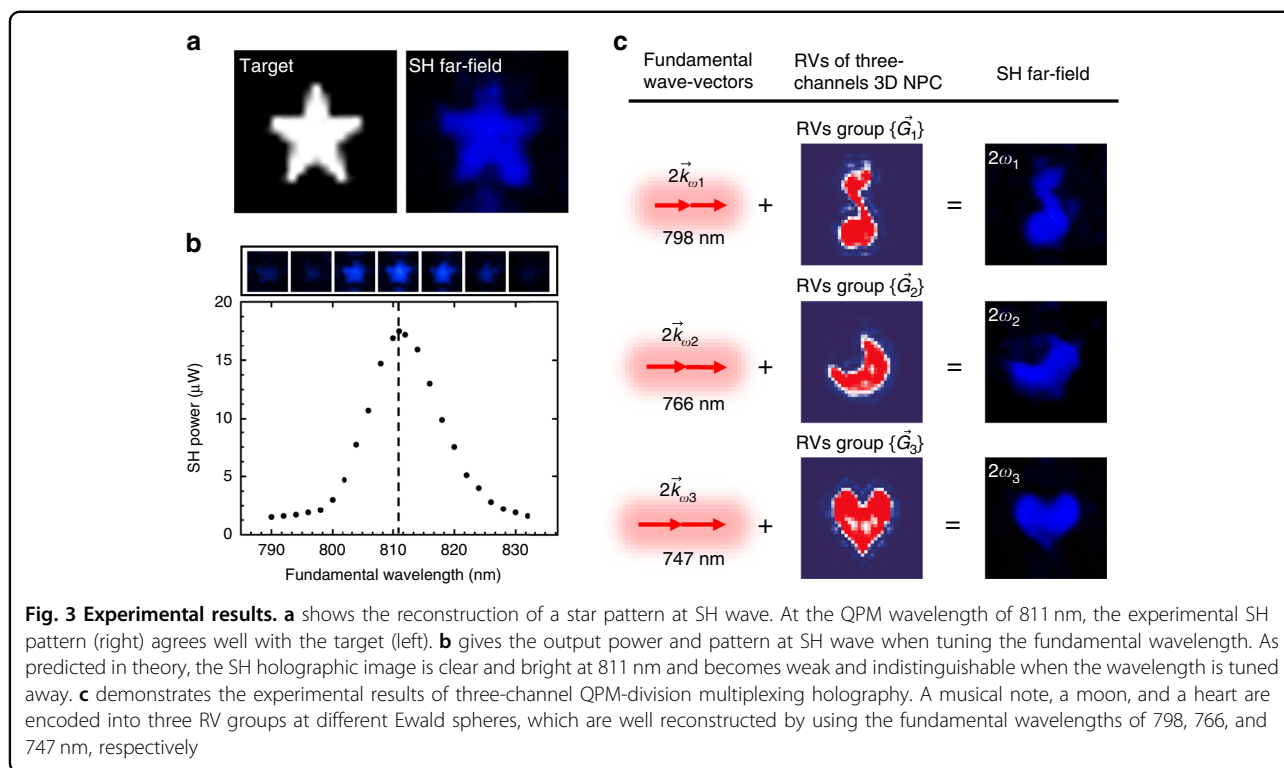 a
Target
SH far-field
b
20
15
10
5
0
SH power (μW)
790 800 810 820 830
Fundamental wavelength (nm)
c
Fundamental wave-vectors
RVs of three-channels 3D NPC
SH far-field
RVs group {G⃗₁}
2k⃗ω1
798 nm
+
=
2ω₁
RVs group {G⃗₂}
2k⃗ω2
766 nm
+
=
2ω₂
RVs group {G⃗₃}
2k⃗ω3
747 nm
+
=
2ω₃
Fig. 3 Experimental results. a shows the reconstruction of a star pattern at SH wave. At the QPM wavelength of 811 nm, the experimental SH
pattern (right) agrees well with the target (left). b gives the output power and pattern at SH wave when tuning the fundamental wavelength. As
predicted in theory, the SH holographic image is clear and bright at 811 nm and becomes weak and indistinguishable when the wavelength is tuned
away. c demonstrates the experimental results of three-channel QPM-division multiplexing holography. A musical note, a moon, and a heart are
encoded into three RV groups at different Ewald spheres, which are well reconstructed by using the fundamental wavelengths of 798, 766, and
747 nm, respectively